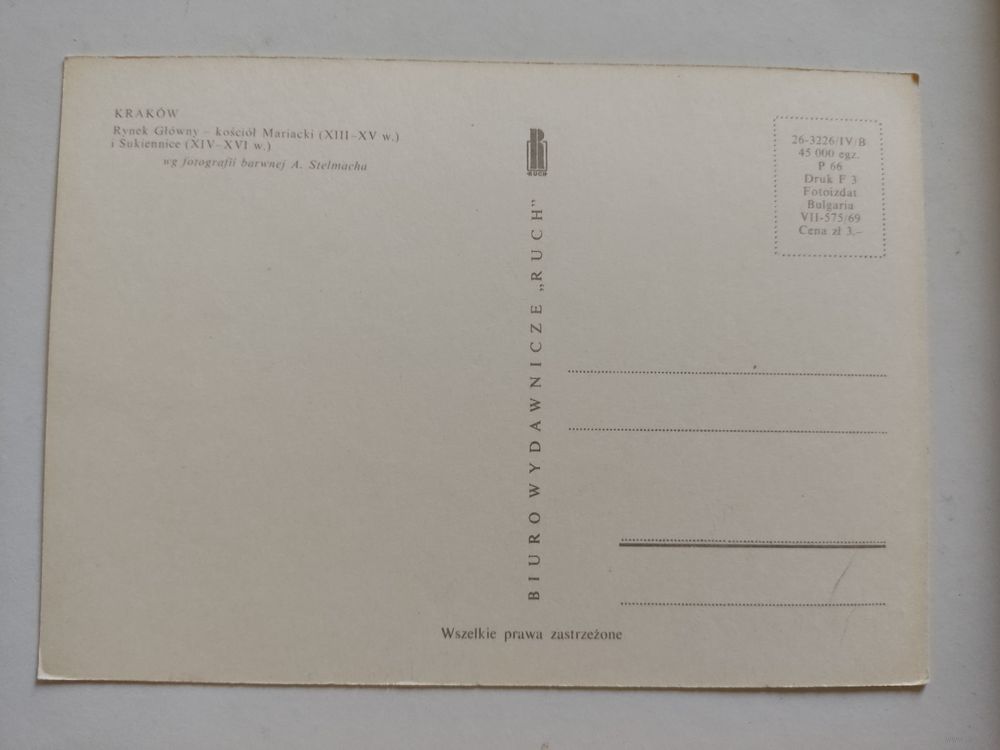 KRAKÓW
Rynek Główny – kościół Mariacki (XIII–XV w.)
i Sukiennice (XIV–XVI w.)
wg fotografii barwnej A. Stelmacha
RUCH
BIURO WYDAWNICZE „RUCH”
26-3226/IV/B
45 000 egz.
P 66
Druk F 3
Fotoizdat
Bulgaria
VII-575/69
Cena zł 3.–
Wszelkie prawa zastrzeżone